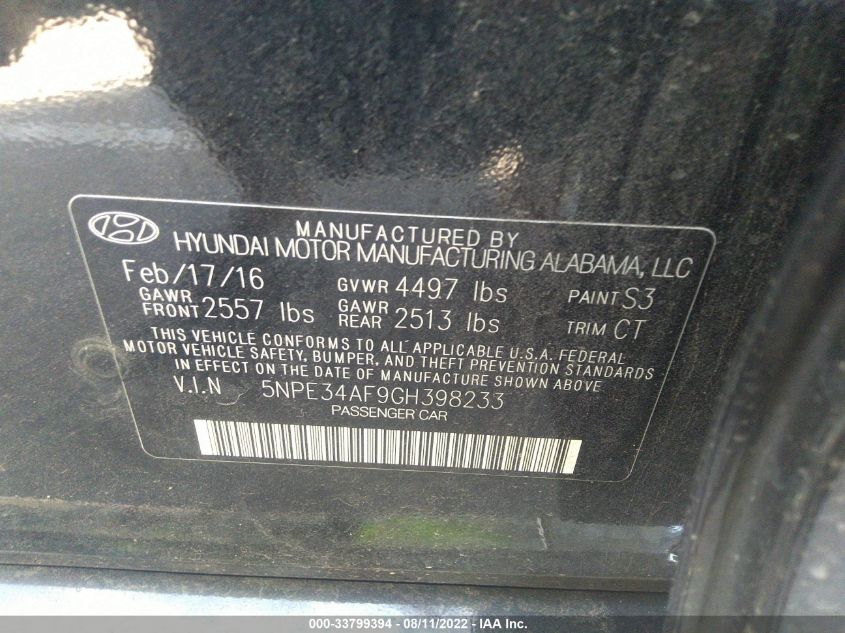 MANUFACTURED BY
HYUNDAI MOTOR MANUFACTURING ALABAMA, LLC
Feb/17/16 GVWR 4497 lbs PAINT S3
GAWR FRONT 2557 lbs GAWR REAR 2513 lbs TRIM CT
THIS VEHICLE CONFORMS TO ALL APPLICABLE U.S.A. FEDERAL
MOTOR VEHICLE SAFETY, BUMPER, AND THEFT PREVENTION STANDARDS
IN EFFECT ON THE DATE OF MANUFACTURE SHOWN ABOVE
V.I.N 5NPE34AF9GH398233
PASSENGER CAR
000-33799394 - 08/11/2022 - IAA Inc.